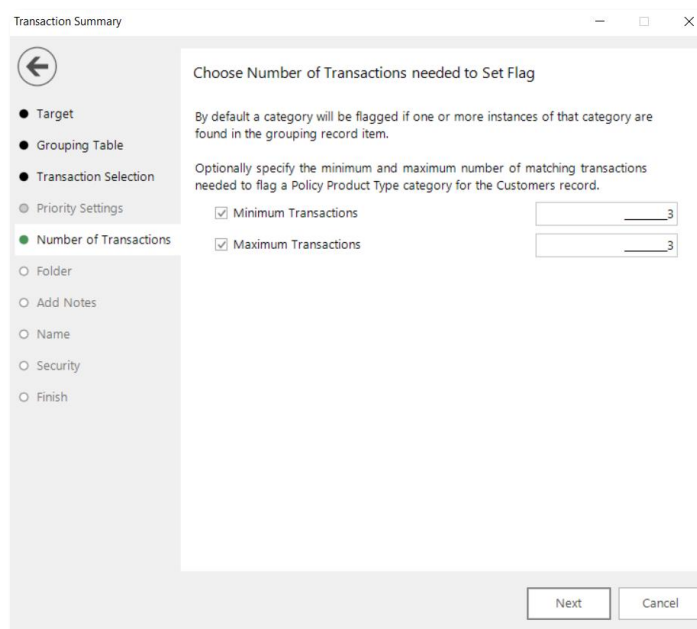 Transaction Summary
Choose Number of Transactions needed to Set Flag
Target
Grouping Table
Transaction Selection
Priority Settings
Number of Transactions
Folder
Add Notes
Name
Security
Finish
By default a category will be flagged if one or more instances of that category are
found in the grouping record item.
Optionally specify the minimum and maximum number of matching transactions
needed to flag a Policy Product Type category for the Customers record.
Minimum Transactions
_______3
Maximum Transactions
_______3
Next
Cancel